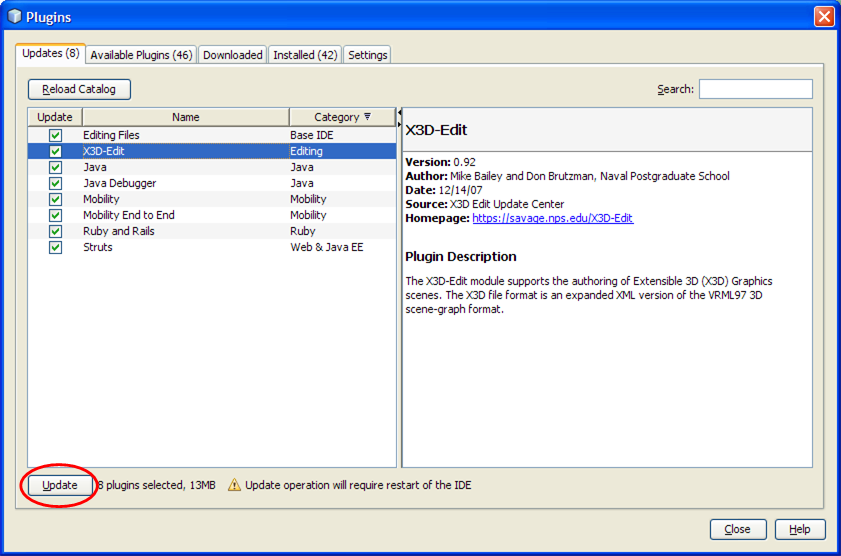 Plugins
Updates (8) Available Plugins (46) Downloaded Installed (42) Settings
Reload Catalog Search:
Update Name Category
Editing Files Base IDE
X3D-Edit Editing
Java Java
Java Debugger Java
Mobility Mobility
Mobility End to End Mobility
Ruby and Rails Ruby
Struts Web & Java EE
X3D-Edit
Version: 0.92
Author: Mike Bailey and Don Brutzman, Naval Postgraduate School
Date: 12/14/07
Source: X3D Edit Update Center
Homepage: https://savage.nps.edu/X3D-Edit
Plugin Description
The X3D-Edit module supports the authoring of Extensible 3D (X3D) Graphics
scenes. The X3D file format is an expanded XML version of the VRML97 3D
scene-graph format.
Update 8 plugins selected, 13MB Update operation will require restart of the IDE
Close Help